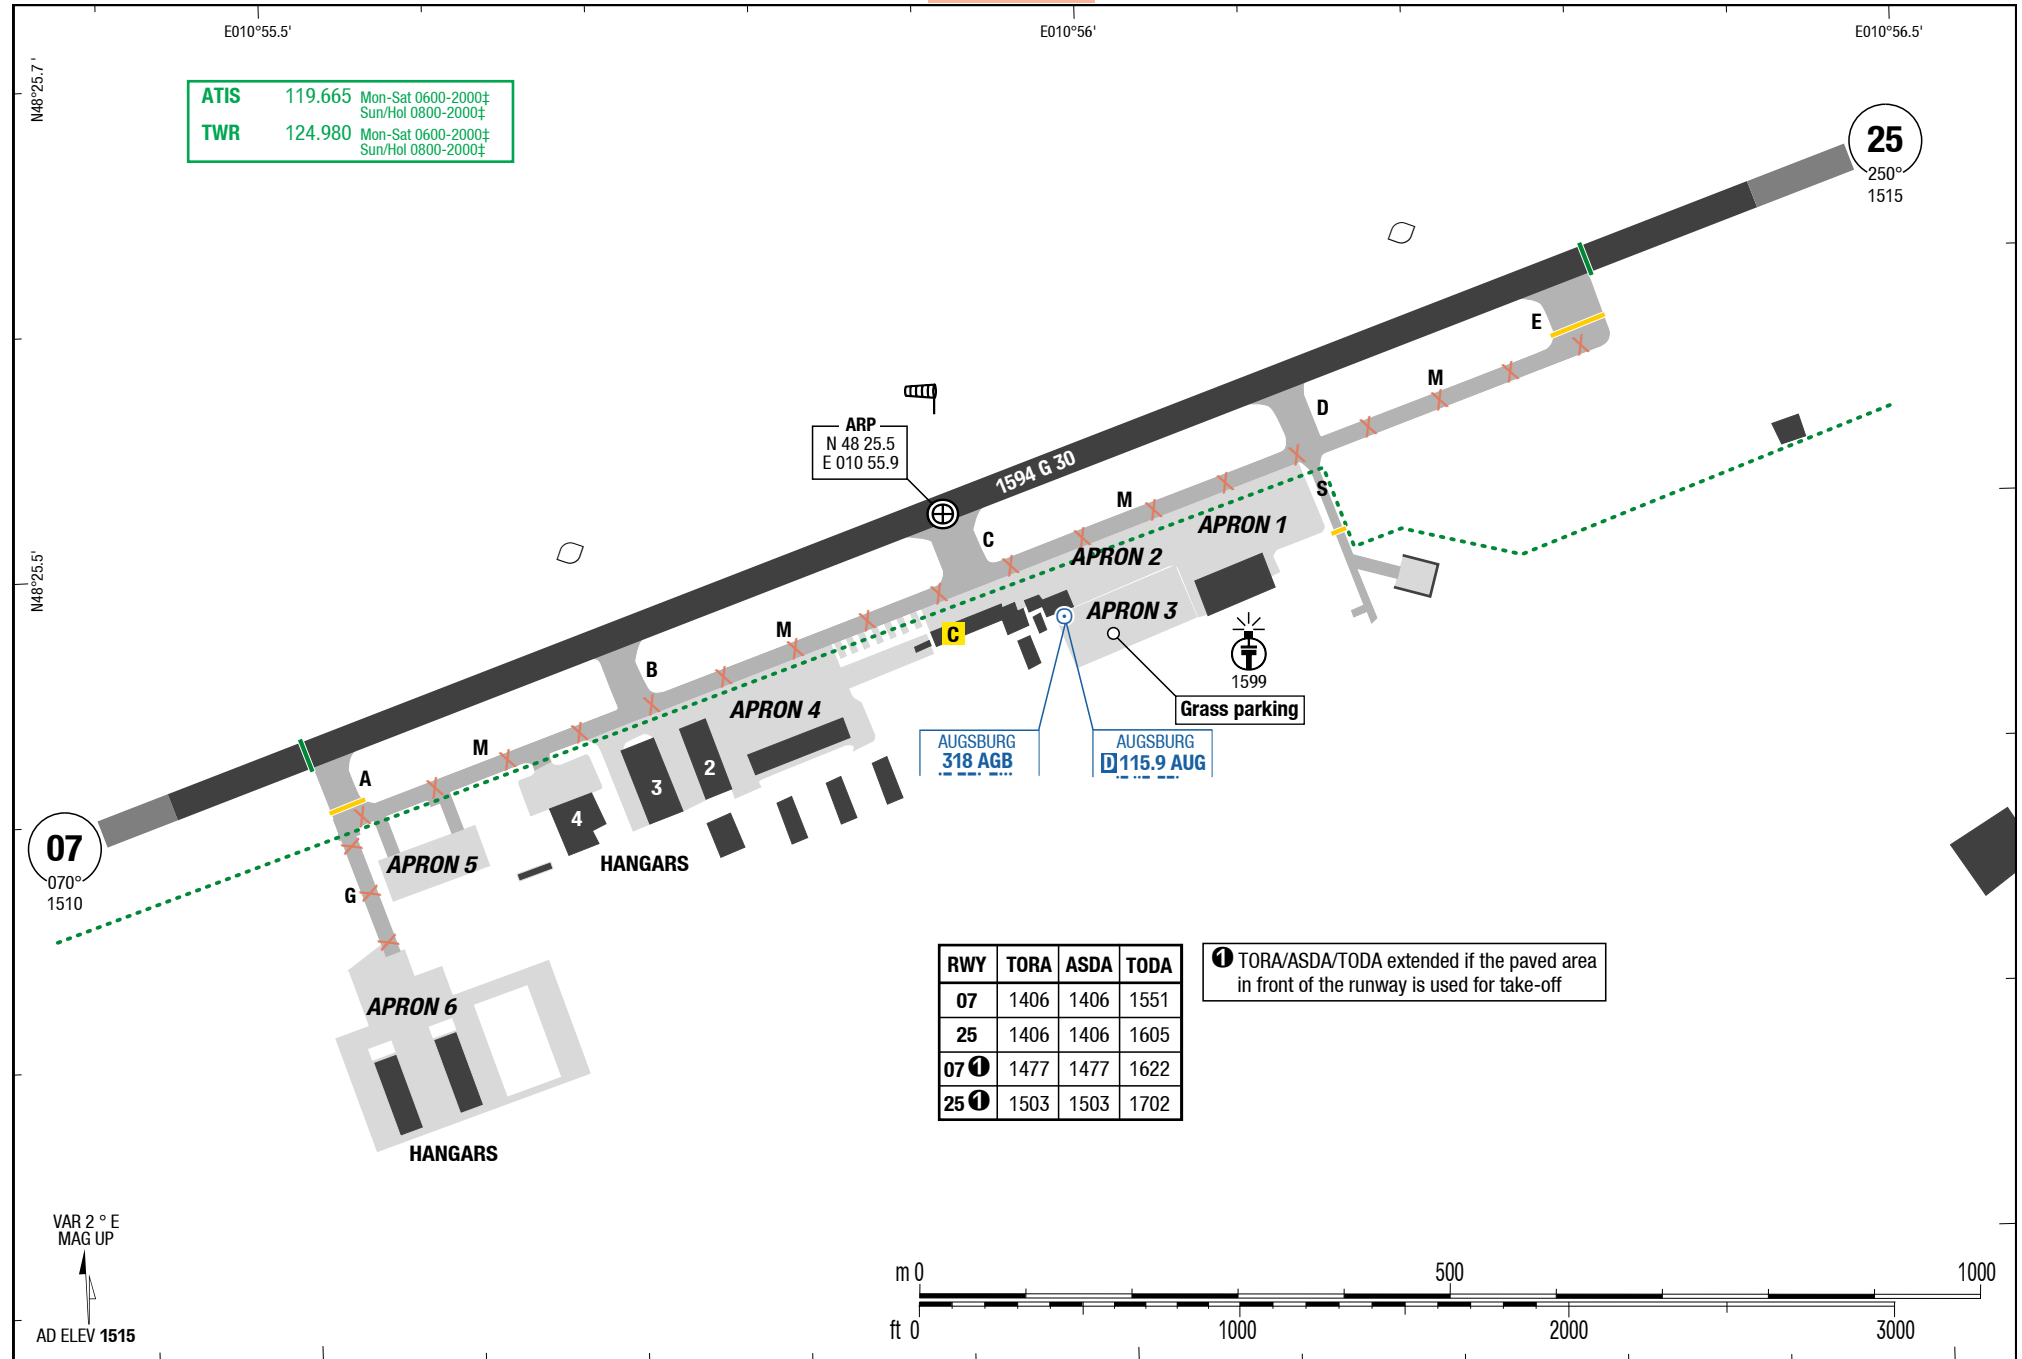 E010°55.5'
E010°56'
E010°56.5'
N48°25.7'
ATIS 119.665 Mon-Sat 0600-2000‡
Sun/Hol 0800-2000‡
TWR 124.980 Mon-Sat 0600-2000‡
Sun/Hol 0800-2000‡
25
250°
1515
E
M
D
ARP
N 48 25.5
E 010 55.9
1594 G 30
S
M
APRON 1
C
APRON 2
N48°25.5'
APRON 3
C
M
B
1599
Grass parking
APRON 4
AUGSBURG
318 AGB
AUGSBURG
D 115.9 AUG
M
A
2
3
4
07
070°
1510
APRON 5
HANGARS
G
APRON 6
HANGARS
RWY TORA ASDA TODA
07 1406 1406 1551
25 1406 1406 1605
07 ❶ 1477 1477 1622
25 ❶ 1503 1503 1702
❶ TORA/ASDA/TODA extended if the paved area
in front of the runway is used for take-off
VAR 2 ° E
MAG UP
AD ELEV 1515
m 0 500 1000
ft 0 1000 2000 3000